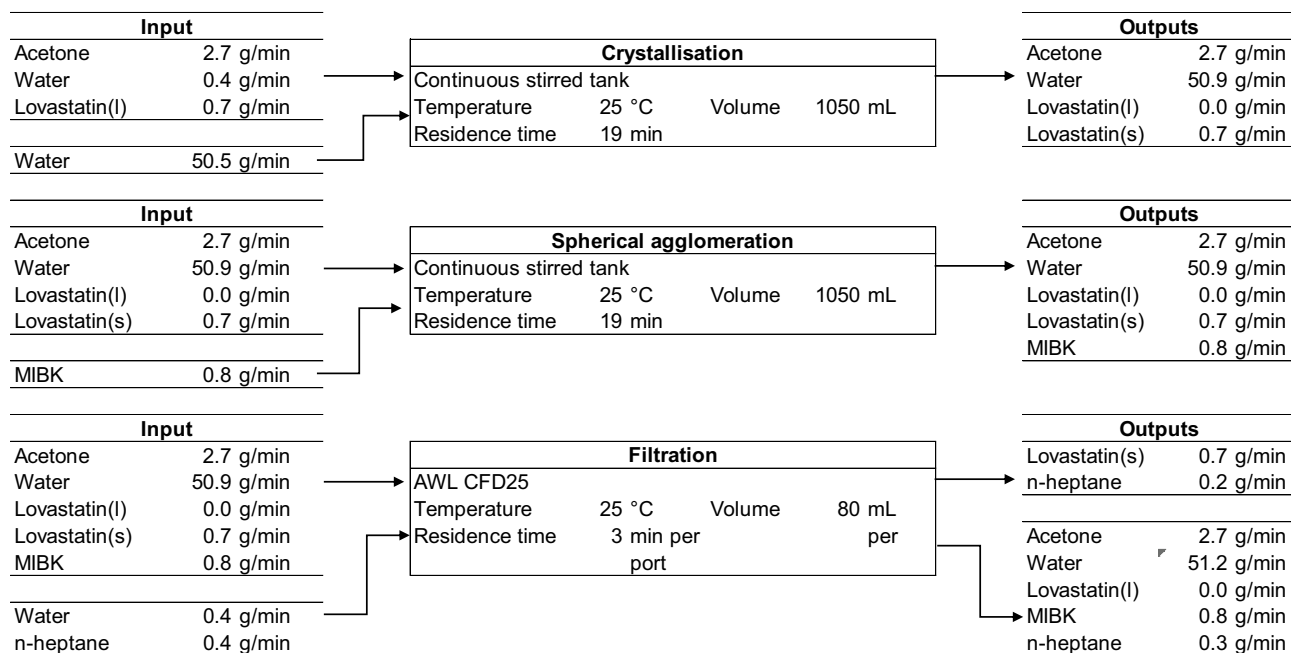 Input
Acetone 2.7 g/min
Water 0.4 g/min
Lovastatin(l) 0.7 g/min
Water 50.5 g/min
Crystallisation
Continuous stirred tank
Temperature 25 °C Volume 1050 mL
Residence time 19 min
Outputs
Acetone 2.7 g/min
Water 50.9 g/min
Lovastatin(l) 0.0 g/min
Lovastatin(s) 0.7 g/min
Input
Acetone 2.7 g/min
Water 50.9 g/min
Lovastatin(l) 0.0 g/min
Lovastatin(s) 0.7 g/min
MIBK 0.8 g/min
Spherical agglomeration
Continuous stirred tank
Temperature 25 °C Volume 1050 mL
Residence time 19 min
Outputs
Acetone 2.7 g/min
Water 50.9 g/min
Lovastatin(l) 0.0 g/min
Lovastatin(s) 0.7 g/min
MIBK 0.8 g/min
Input
Acetone 2.7 g/min
Water 50.9 g/min
Lovastatin(l) 0.0 g/min
Lovastatin(s) 0.7 g/min
MIBK 0.8 g/min
Water 0.4 g/min
n-heptane 0.4 g/min
Filtration
AWL CFD25
Temperature 25 °C Volume 80 mL
Residence time 3 min per per
port
Outputs
Lovastatin(s) 0.7 g/min
n-heptane 0.2 g/min
Acetone 2.7 g/min
Water 51.2 g/min
Lovastatin(l) 0.0 g/min
MIBK 0.8 g/min
n-heptane 0.3 g/min